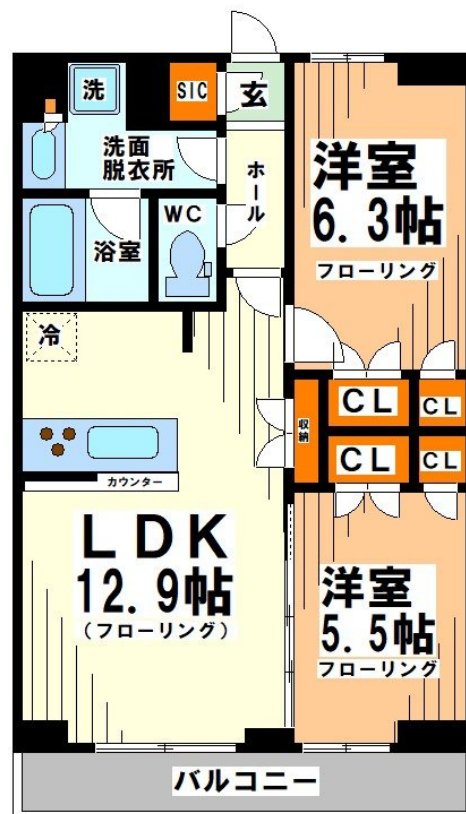 洗
SIC
玄
洗面
脱衣所
ホール
洋室
6.3帖
フローリング
WC
浴室
冷
CL
CL
収納
CL
CL
カウンター
LDK
12.9帖
(フローリング)
洋室
5.5帖
フローリング
バルコニー